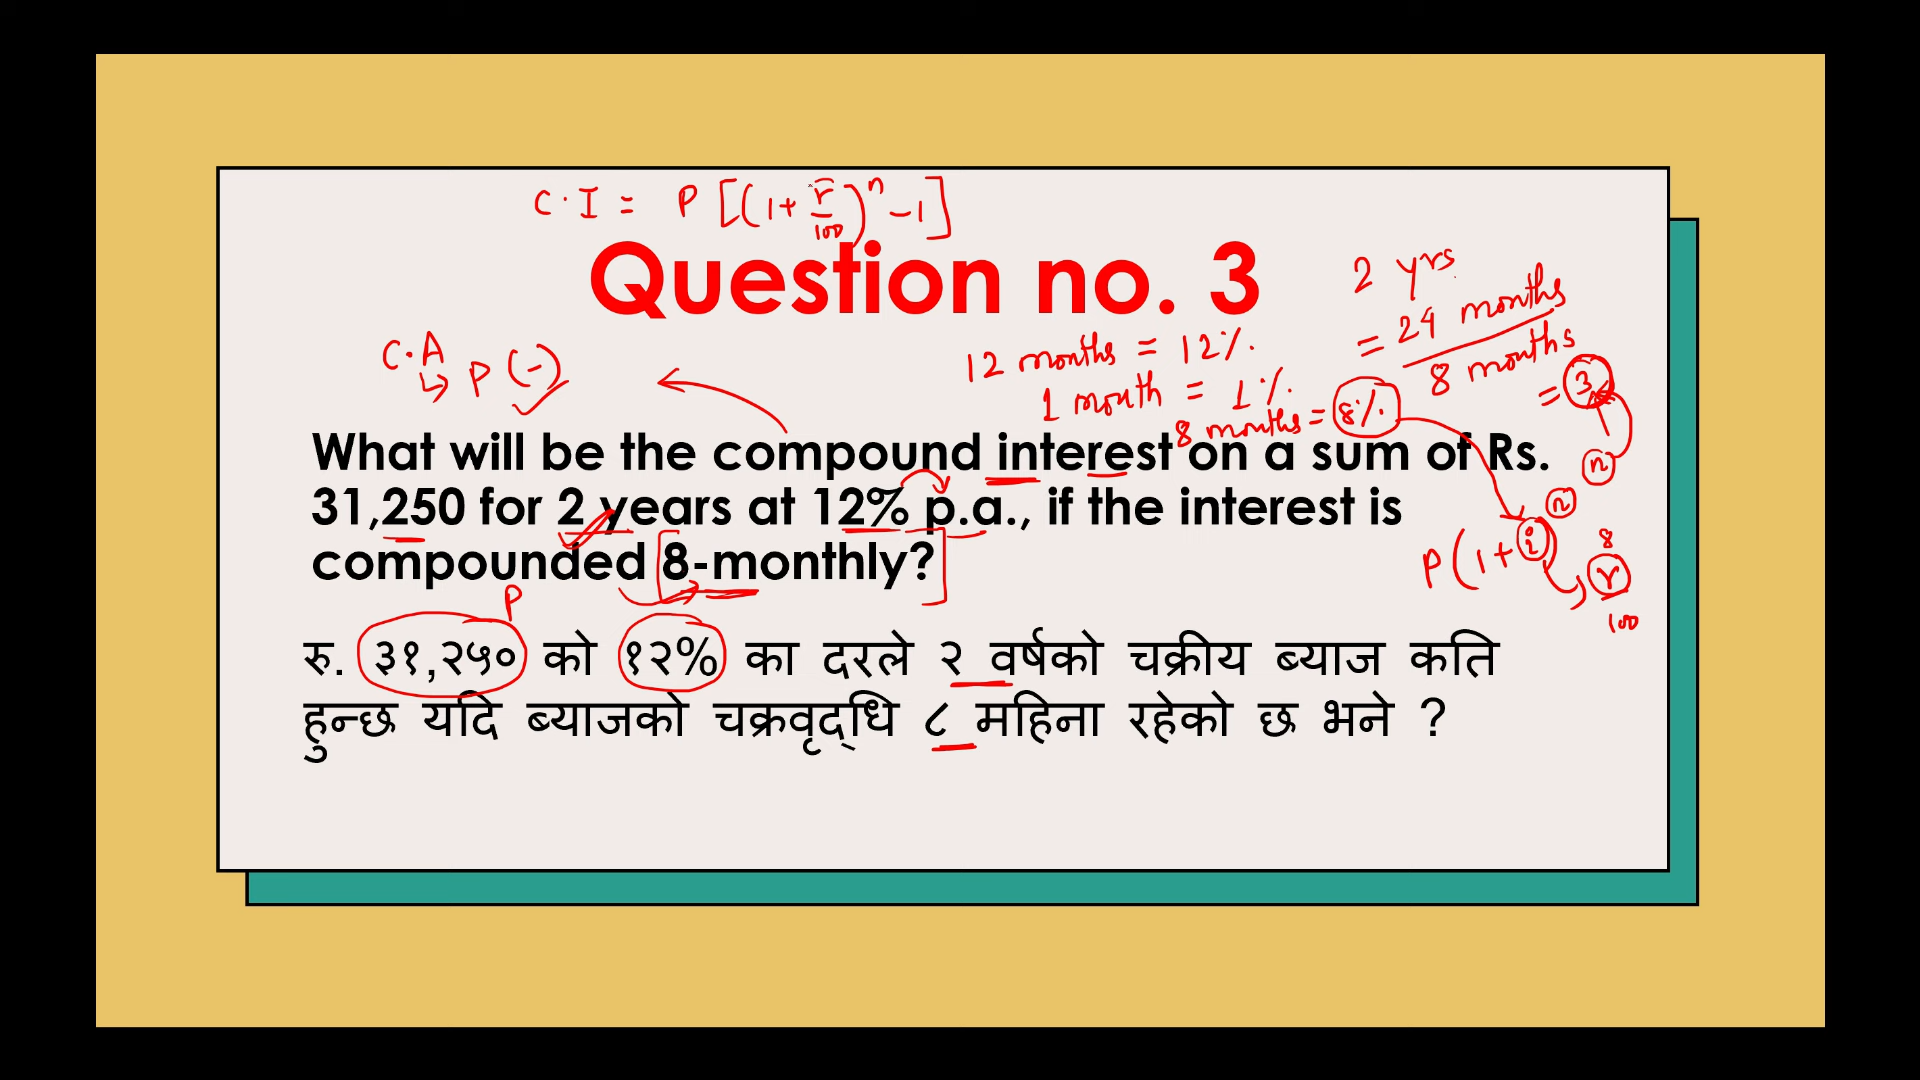 C.I = P [(1+ r/100)^n -1]
Question no. 3
2 yrs
= 24 months
8 months
= 3
n
12 months = 12%.
1 month = 1%.
8 months = 8%.
C.A
↳ P (-)
What will be the compound interest on a sum of Rs.
31,250 for 2 years at 12% p.a., if the interest is
compounded [8-monthly?]
P(1+i)^n
8
r
100
P
रु. ३१,२५० को १२% का दरले २ वर्षको चक्रीय ब्याज कति
हुन्छ यदि ब्याजको चक्रवृद्धि ८ महिना रहेको छ भने ?